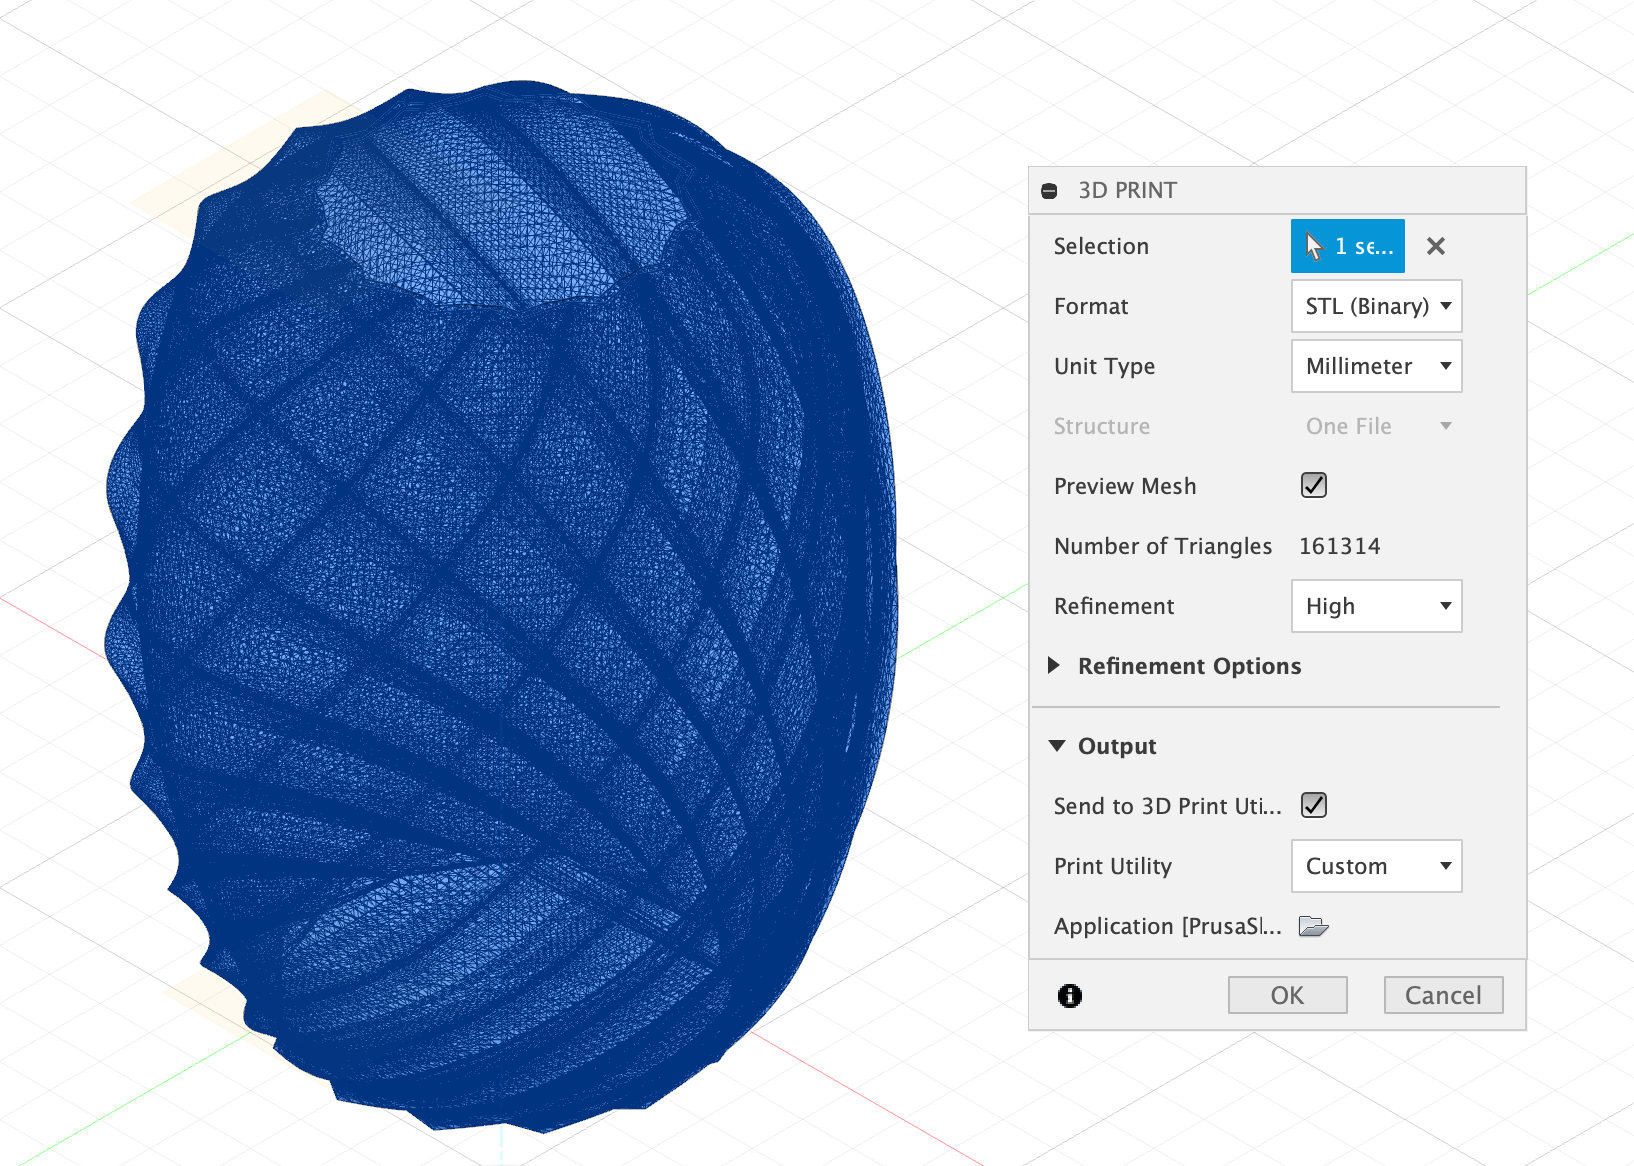 3D PRINT
Selection 1 se...
Format STL (Binary)
Unit Type Millimeter
Structure One File
Preview Mesh
Number of Triangles 161314
Refinement High
Refinement Options
Output
Send to 3D Print Uti...
Print Utility Custom
Application [PrusaSl...
OK Cancel